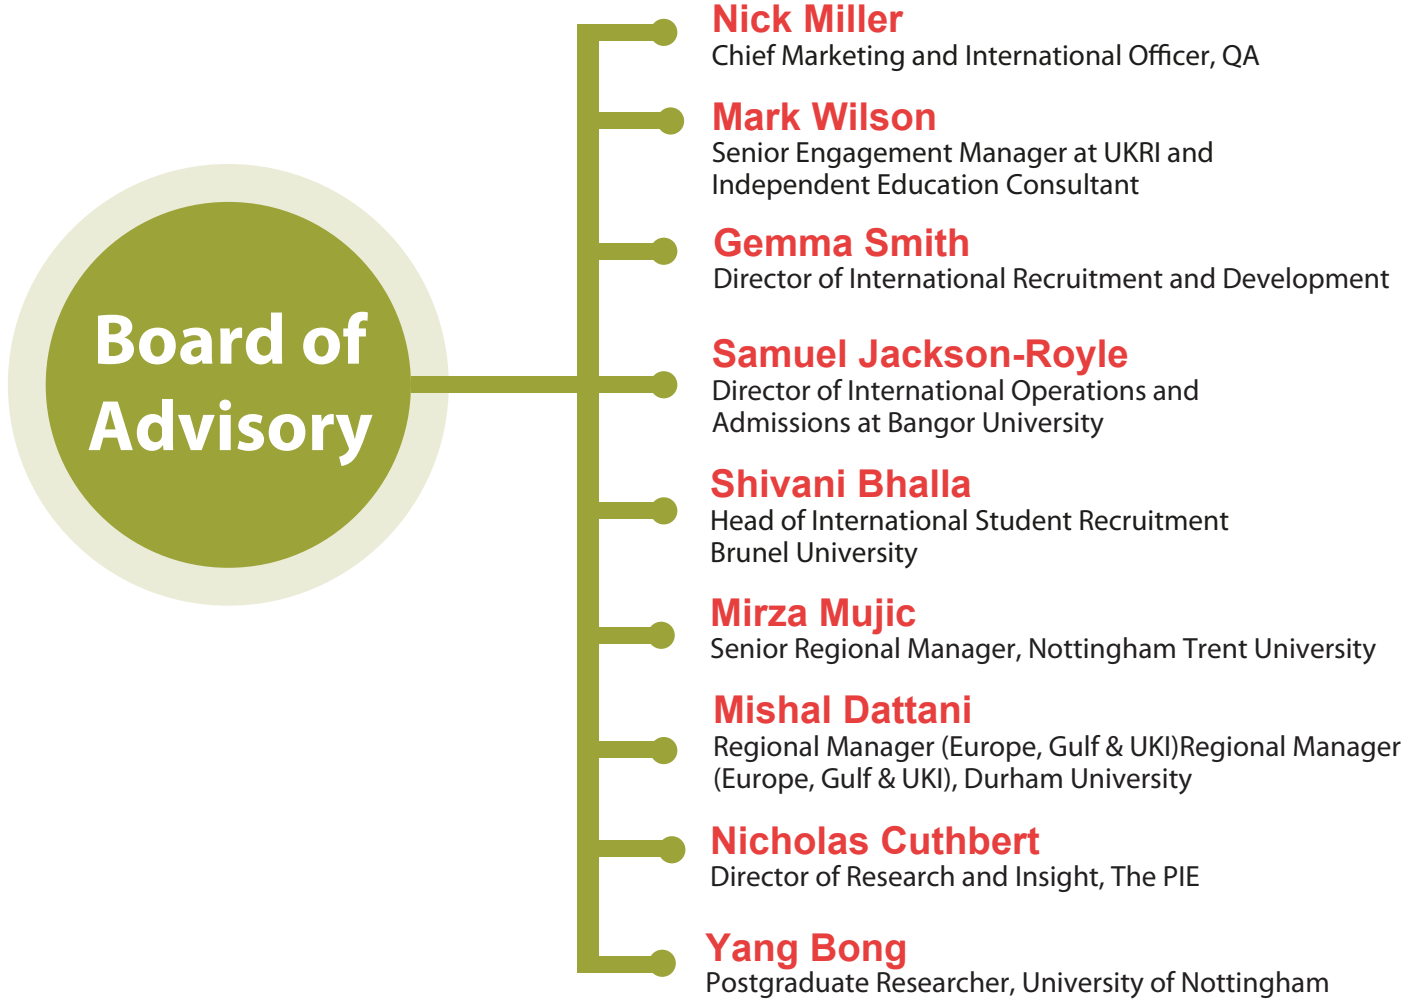 Board of
Advisory
Nick Miller
Chief Marketing and International Officer, QA
Mark Wilson
Senior Engagement Manager at UKRI and
Independent Education Consultant
Gemma Smith
Director of International Recruitment and Development
Samuel Jackson-Royle
Director of International Operations and
Admissions at Bangor University
Shivani Bhalla
Head of International Student Recruitment
Brunel University
Mirza Mujic
Senior Regional Manager, Nottingham Trent University
Mishal Dattani
Regional Manager (Europe, Gulf & UKI)Regional Manager
(Europe, Gulf & UKI), Durham University
Nicholas Cuthbert
Director of Research and Insight, The PIE
Yang Bong
Postgraduate Researcher, University of Nottingham